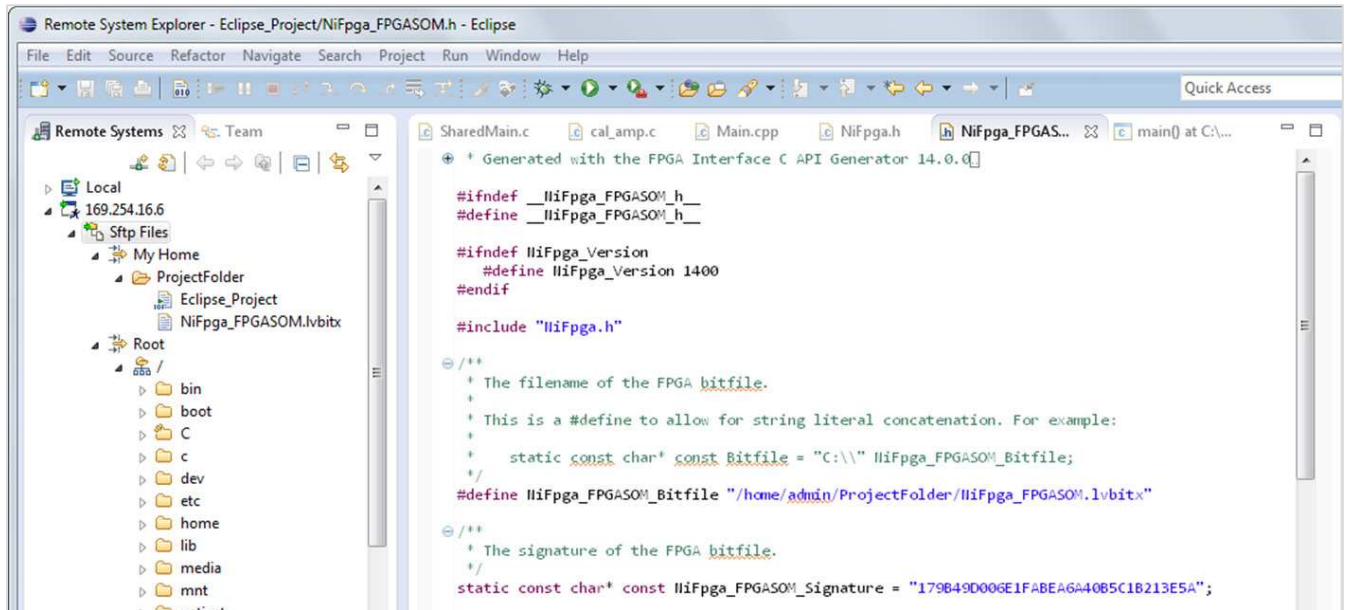 Remote System Explorer - Eclipse_Project/NiFpga_FPGASOM.h - Eclipse
File Edit Source Refactor Navigate Search Project Run Window Help
Quick Access
Remote Systems Team
Local
169.254.16.6
Sftp Files
My Home
ProjectFolder
Eclipse_Project
NiFpga_FPGASOM.lvbitx
Root
/
bin
boot
C
c
dev
etc
home
lib
media
mnt
SharedMain.c cal_amp.c Main.cpp NiFpga.h NiFpga_FPGAS... main() at C:\...
* Generated with the FPGA Interface C API Generator 14.0.0
#ifndef __NiFpga_FPGASOM_h__
#define __NiFpga_FPGASOM_h__
#ifndef NiFpga_Version
#define NiFpga_Version 1400
#endif
#include "NiFpga.h"
/**
* The filename of the FPGA bitfile.
*
* This is a #define to allow for string literal concatenation. For example:
*
* static const char* const Bitfile = "C:\\" NiFpga_FPGASOM_Bitfile;
*/
#define NiFpga_FPGASOM_Bitfile "/home/admin/ProjectFolder/NiFpga_FPGASOM.lvbitx"
/**
* The signature of the FPGA bitfile.
*/
static const char* const NiFpga_FPGASOM_Signature = "179B49D006E1FABEA6A40B5C1B213E5A";